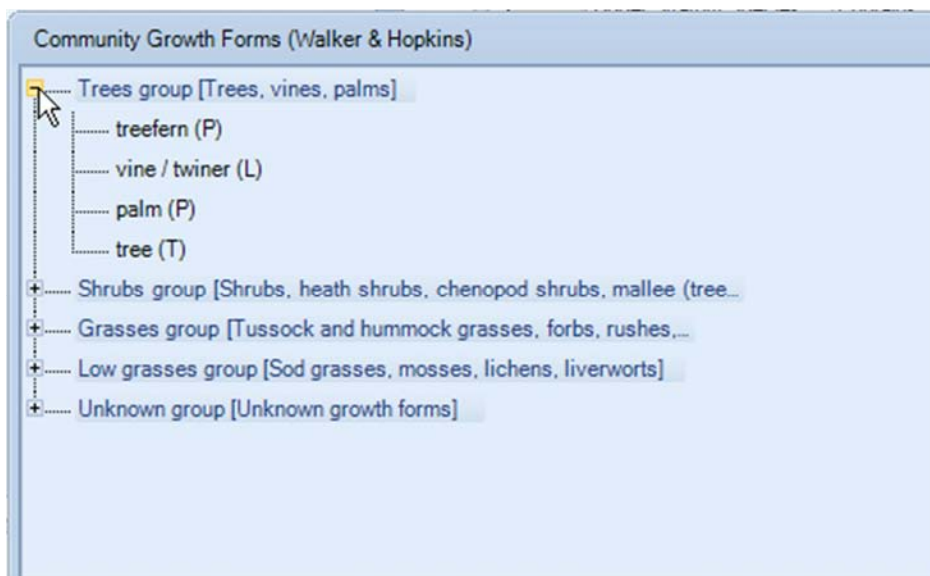 Community Growth Forms (Walker & Hopkins)
Trees group [Trees, vines, palms]
treefern (P)
vine / twiner (L)
palm (P)
tree (T)
Shrubs group [Shrubs, heath shrubs, chenopod shrubs, mallee (tree...
Grasses group [Tussock and hummock grasses, forbs, rushes,...
Low grasses group [Sod grasses, mosses, lichens, liverworts]
Unknown group [Unknown growth forms]